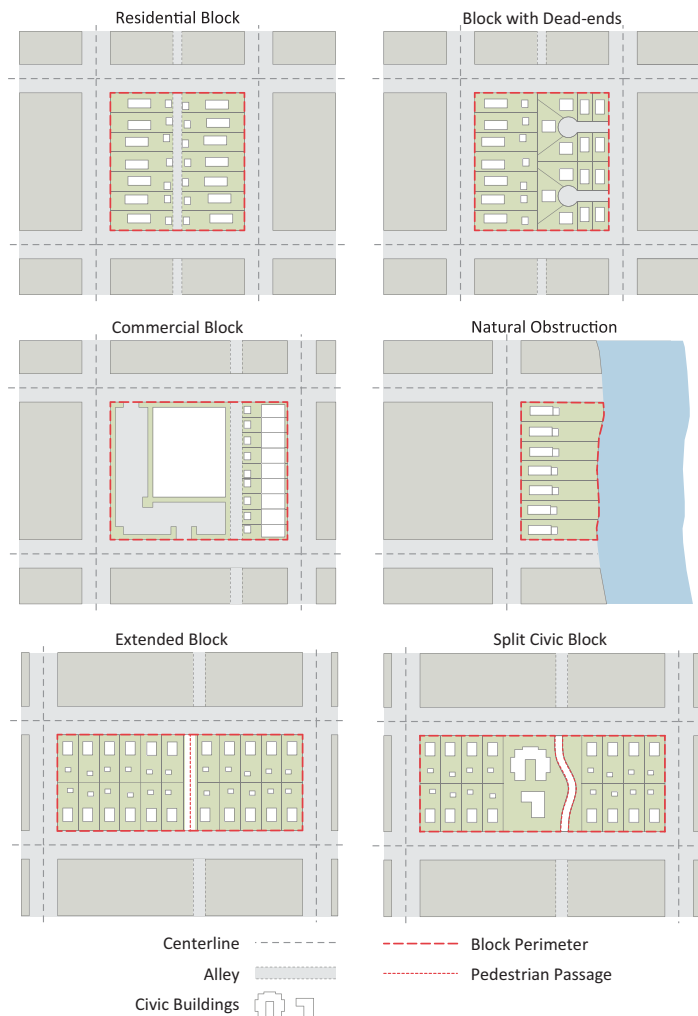 Residential Block
Block with Dead-ends
Commercial Block
Natural Obstruction
Extended Block
Split Civic Block
Centerline
Block Perimeter
Alley
Pedestrian Passage
Civic Buildings